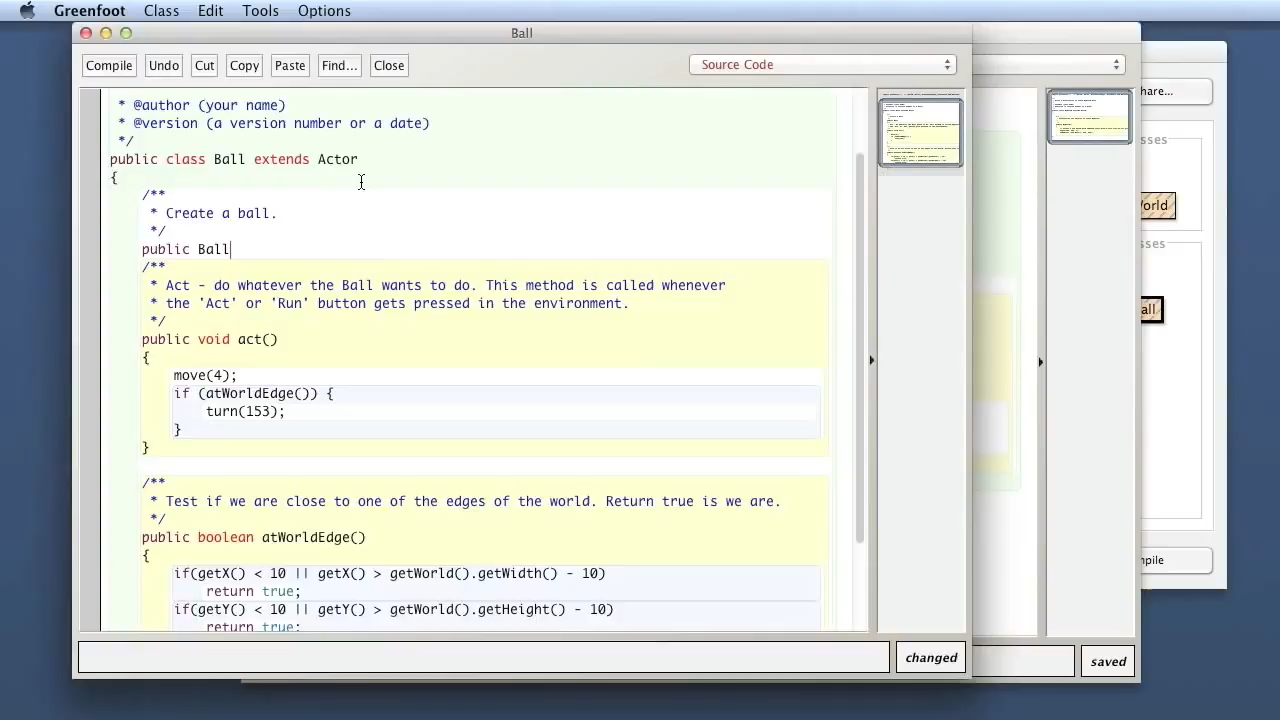 Greenfoot Class Edit Tools Options
Ball
Compile Undo Cut Copy Paste Find... Close Source Code
hare...
* @author (your name)
* @version (a version number or a date)
*/
public class Ball extends Actor
{
/**
* Create a ball.
*/
public Ball
/**
* Act - do whatever the Ball wants to do. This method is called whenever
* the 'Act' or 'Run' button gets pressed in the environment.
*/
public void act()
{
move(4);
if (atWorldEdge()) {
turn(153);
}
}
/**
* Test if we are close to one of the edges of the world. Return true is we are.
*/
public boolean atWorldEdge()
{
if(getX() < 10 || getX() > getWorld().getWidth() - 10)
return true;
if(getY() < 10 || getY() > getWorld().getHeight() - 10)
return true;
changed
sses
orld
sses
all
pile
saved